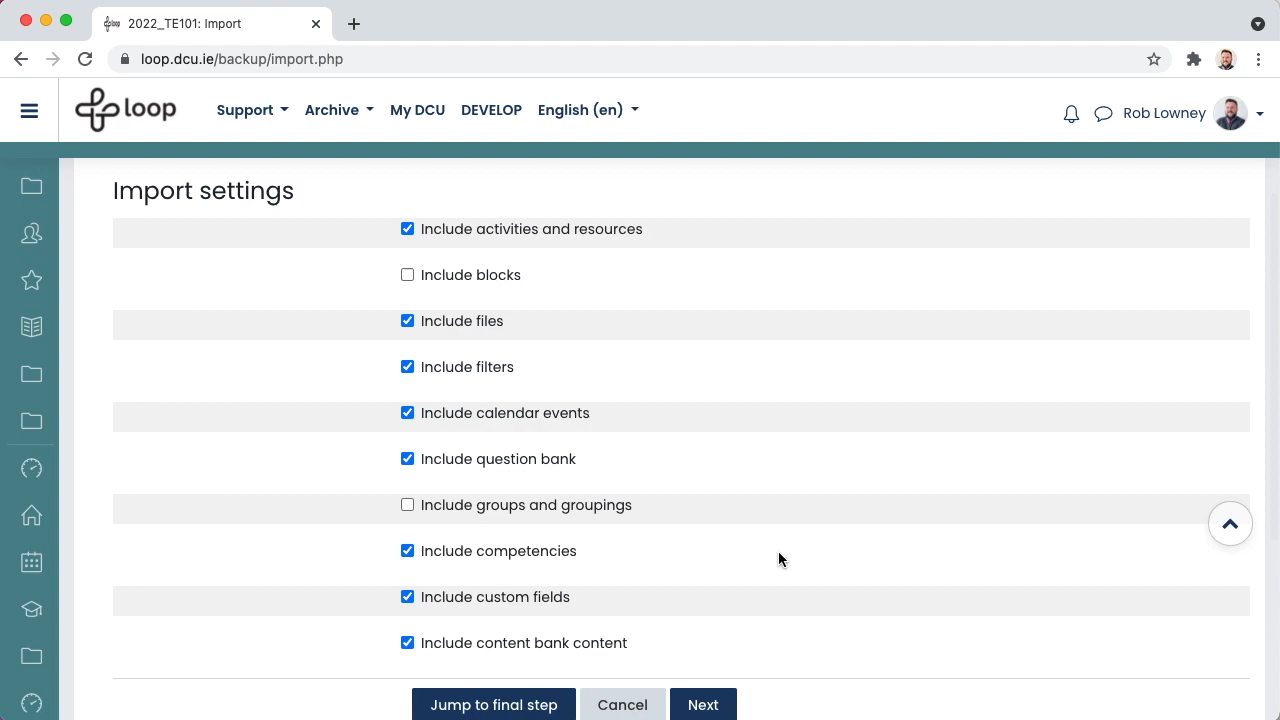 2022_TE101: Import
loop.dcu.ie/backup/import.php
loop
Support Archive My DCU DEVELOP English (en)
Rob Lowney
Import settings
Include activities and resources
Include blocks
Include files
Include filters
Include calendar events
Include question bank
Include groups and groupings
Include competencies
Include custom fields
Include content bank content
Jump to final step Cancel Next